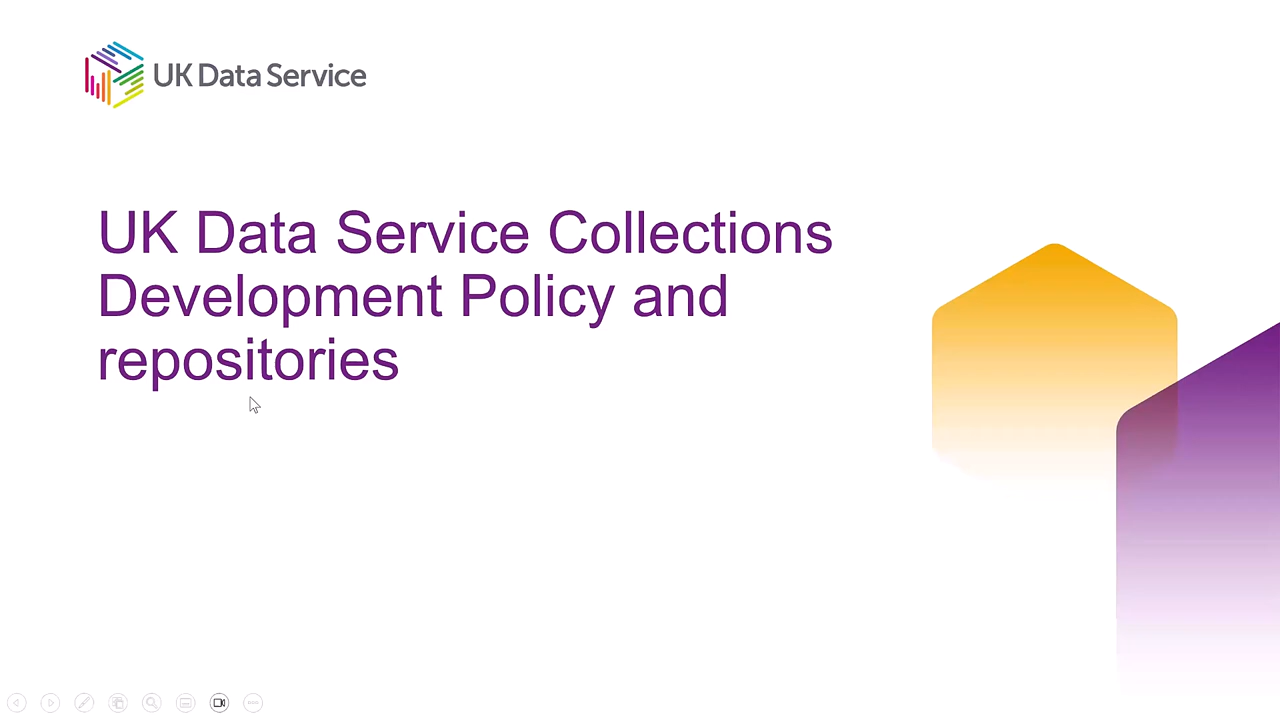 UK Data Service
UK Data Service Collections
Development Policy and
repositories